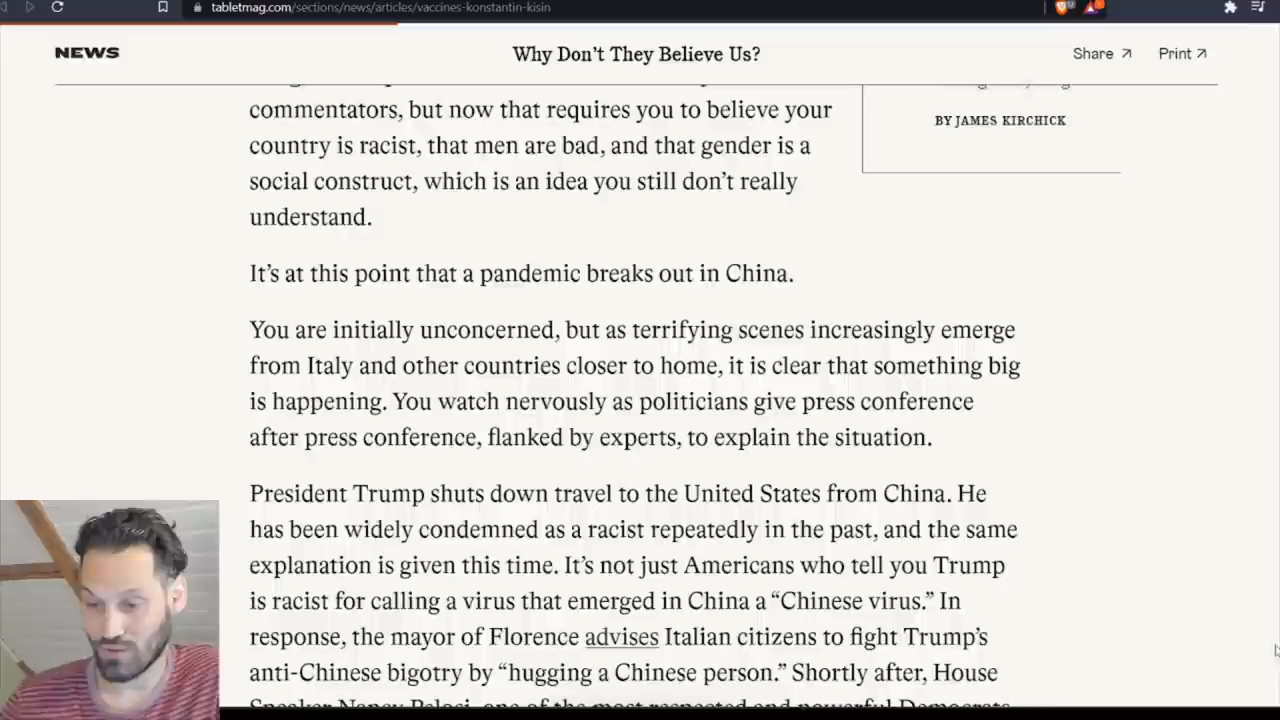 tabletmag.com/sections/news/articles/vaccines-konstantin-kisin
NEWS
Why Don’t They Believe Us?
Share ↗
Print ↗
commentators, but now that requires you to believe your
country is racist, that men are bad, and that gender is a
social construct, which is an idea you still don’t really
understand.
BY JAMES KIRCHICK
It’s at this point that a pandemic breaks out in China.
You are initially unconcerned, but as terrifying scenes increasingly emerge
from Italy and other countries closer to home, it is clear that something big
is happening. You watch nervously as politicians give press conference
after press conference, flanked by experts, to explain the situation.
President Trump shuts down travel to the United States from China. He
has been widely condemned as a racist repeatedly in the past, and the same
explanation is given this time. It’s not just Americans who tell you Trump
is racist for calling a virus that emerged in China a “Chinese virus.” In
response, the mayor of Florence advises Italian citizens to fight Trump’s
anti-Chinese bigotry by “hugging a Chinese person.” Shortly after, House
Speaker Nancy Pelosi, one of the most respected and powerful Democrats